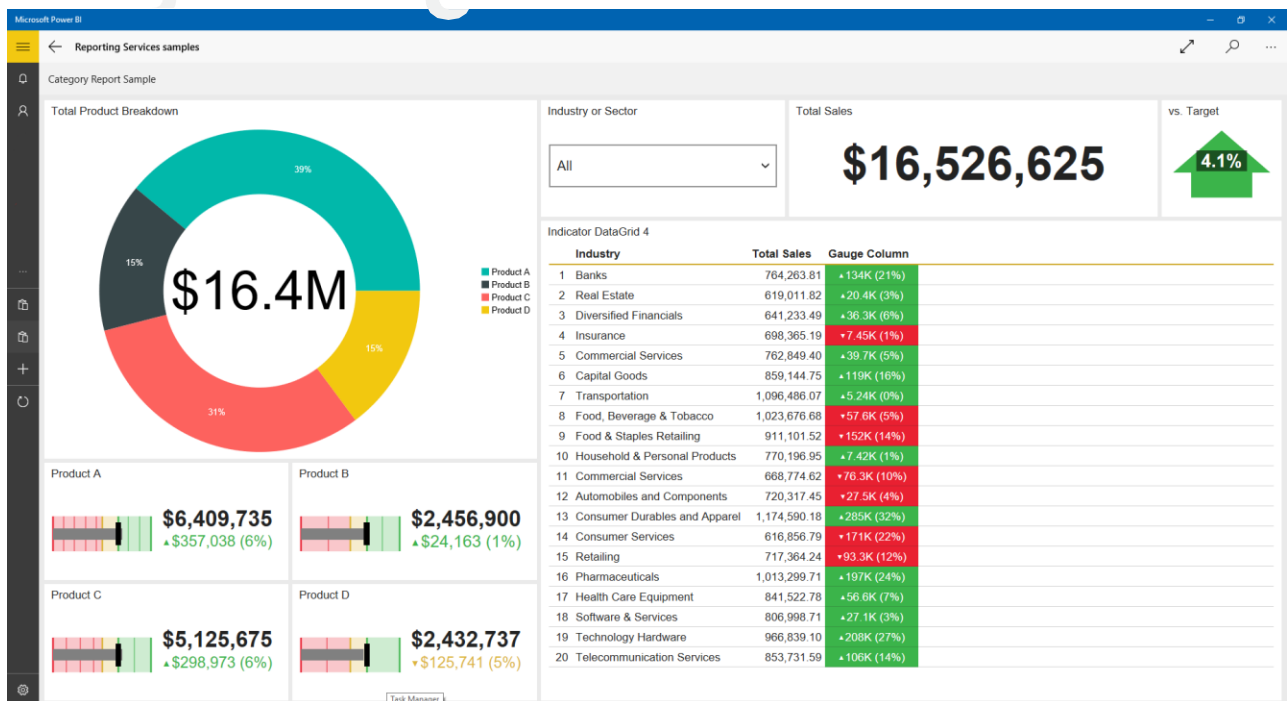 Microsoft Power BI
Reporting Services samples
Category Report Sample
Total Product Breakdown
39%
15%
$16.4M
15%
31%
Product A
Product B
Product C
Product D
Industry or Sector
All
Total Sales
$16,526,625
vs. Target
4.1%
Indicator DataGrid 4
Industry Total Sales Gauge Column
1 Banks 764,263.81 ▲134K (21%)
2 Real Estate 619,011.82 ▲20.4K (3%)
3 Diversified Financials 641,233.49 ▲36.3K (6%)
4 Insurance 698,365.19 ▼7.45K (1%)
5 Commercial Services 762,849.40 ▲39.7K (5%)
6 Capital Goods 859,144.75 ▲119K (16%)
7 Transportation 1,096,486.07 ▲5.24K (0%)
8 Food, Beverage & Tobacco 1,023,676.68 ▼57.6K (5%)
9 Food & Staples Retailing 911,101.52 ▼152K (14%)
10 Household & Personal Products 770,196.95 ▲7.42K (1%)
11 Commercial Services 668,774.62 ▼76.3K (10%)
12 Automobiles and Components 720,317.45 ▼27.5K (4%)
13 Consumer Durables and Apparel 1,174,590.18 ▲285K (32%)
14 Consumer Services 616,856.79 ▼171K (22%)
15 Retailing 717,364.24 ▼93.3K (12%)
16 Pharmaceuticals 1,013,299.71 ▲197K (24%)
17 Health Care Equipment 841,522.78 ▲56.6K (7%)
18 Software & Services 806,998.71 ▲27.1K (3%)
19 Technology Hardware 966,839.10 ▲208K (27%)
20 Telecommunication Services 853,731.59 ▲106K (14%)
Product A
$6,409,735
▲$357,038 (6%)
Product B
$2,456,900
▲$24,163 (1%)
Product C
$5,125,675
▲$298,973 (6%)
Product D
$2,432,737
▼$125,741 (5%)
Task Manager